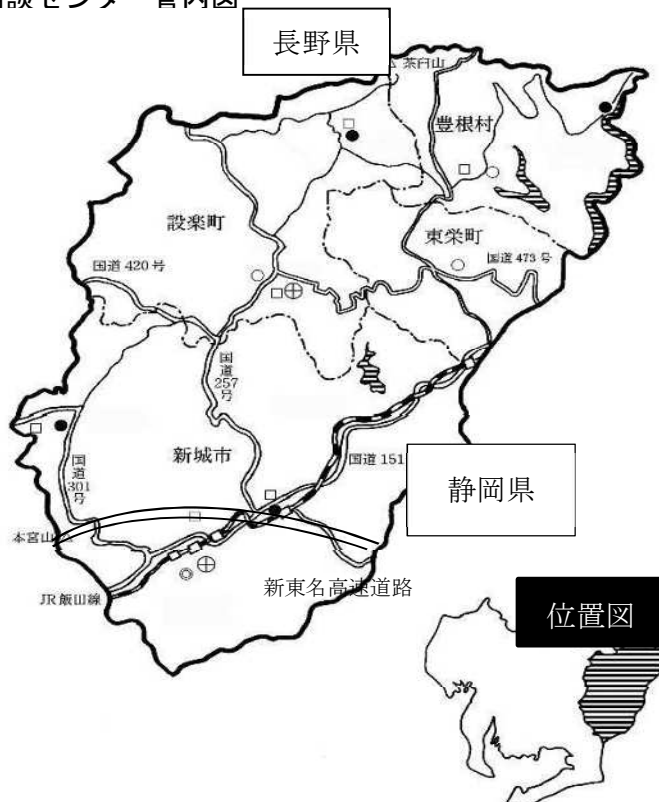 談センター管内図
長野県
茶臼山
豊根村
設楽町
東栄町
国道 420 号
国道 473 号
国道
257
号
新城市
国道 151
国道
301
号
静岡県
本宮山
新東名高速道路
JR飯田線
位置図